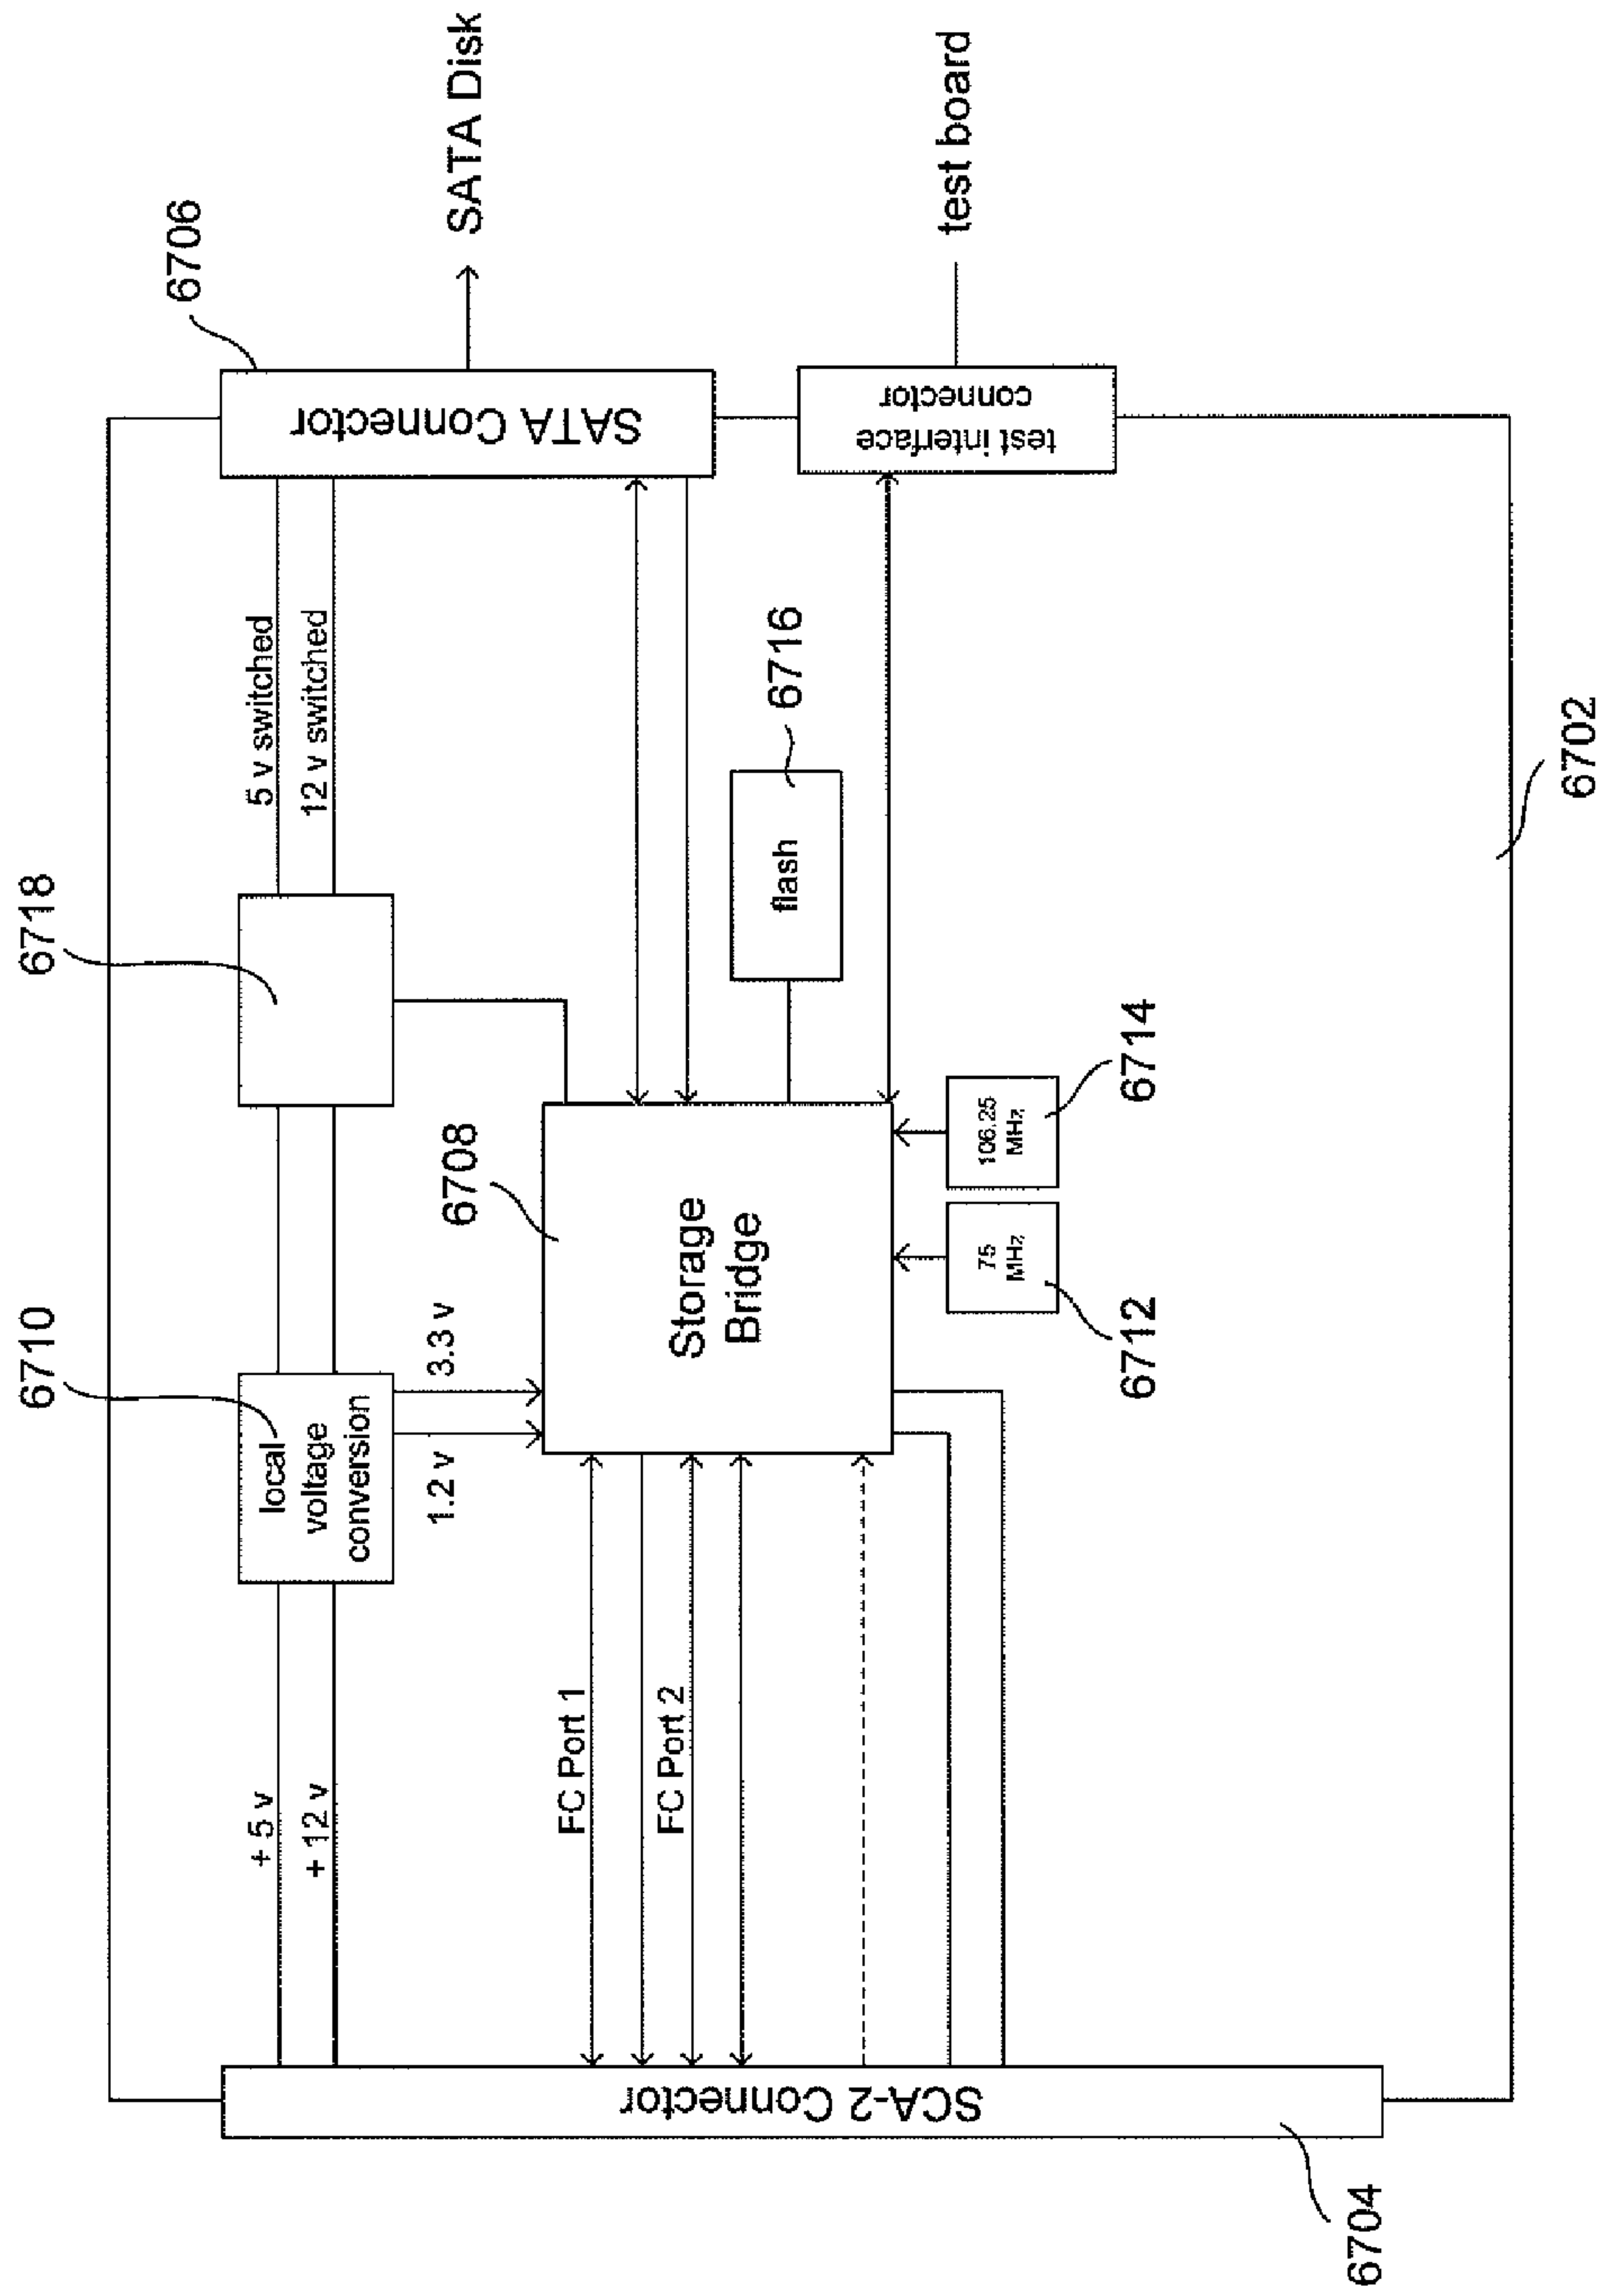 6710
6718
6706
+ 5 v
5 v switched
+ 12 v
12 v switched
local
voltage
conversion
SATA Connector
SATA Disk
1.2 v
3.3 v
6708
FC Port 1
FC Port 2
Storage
Bridge
flash
6716
SCA-2 Connector
test interface
connector
test board
75
MHz
106.25
MHz
6712
6714
6704
6702